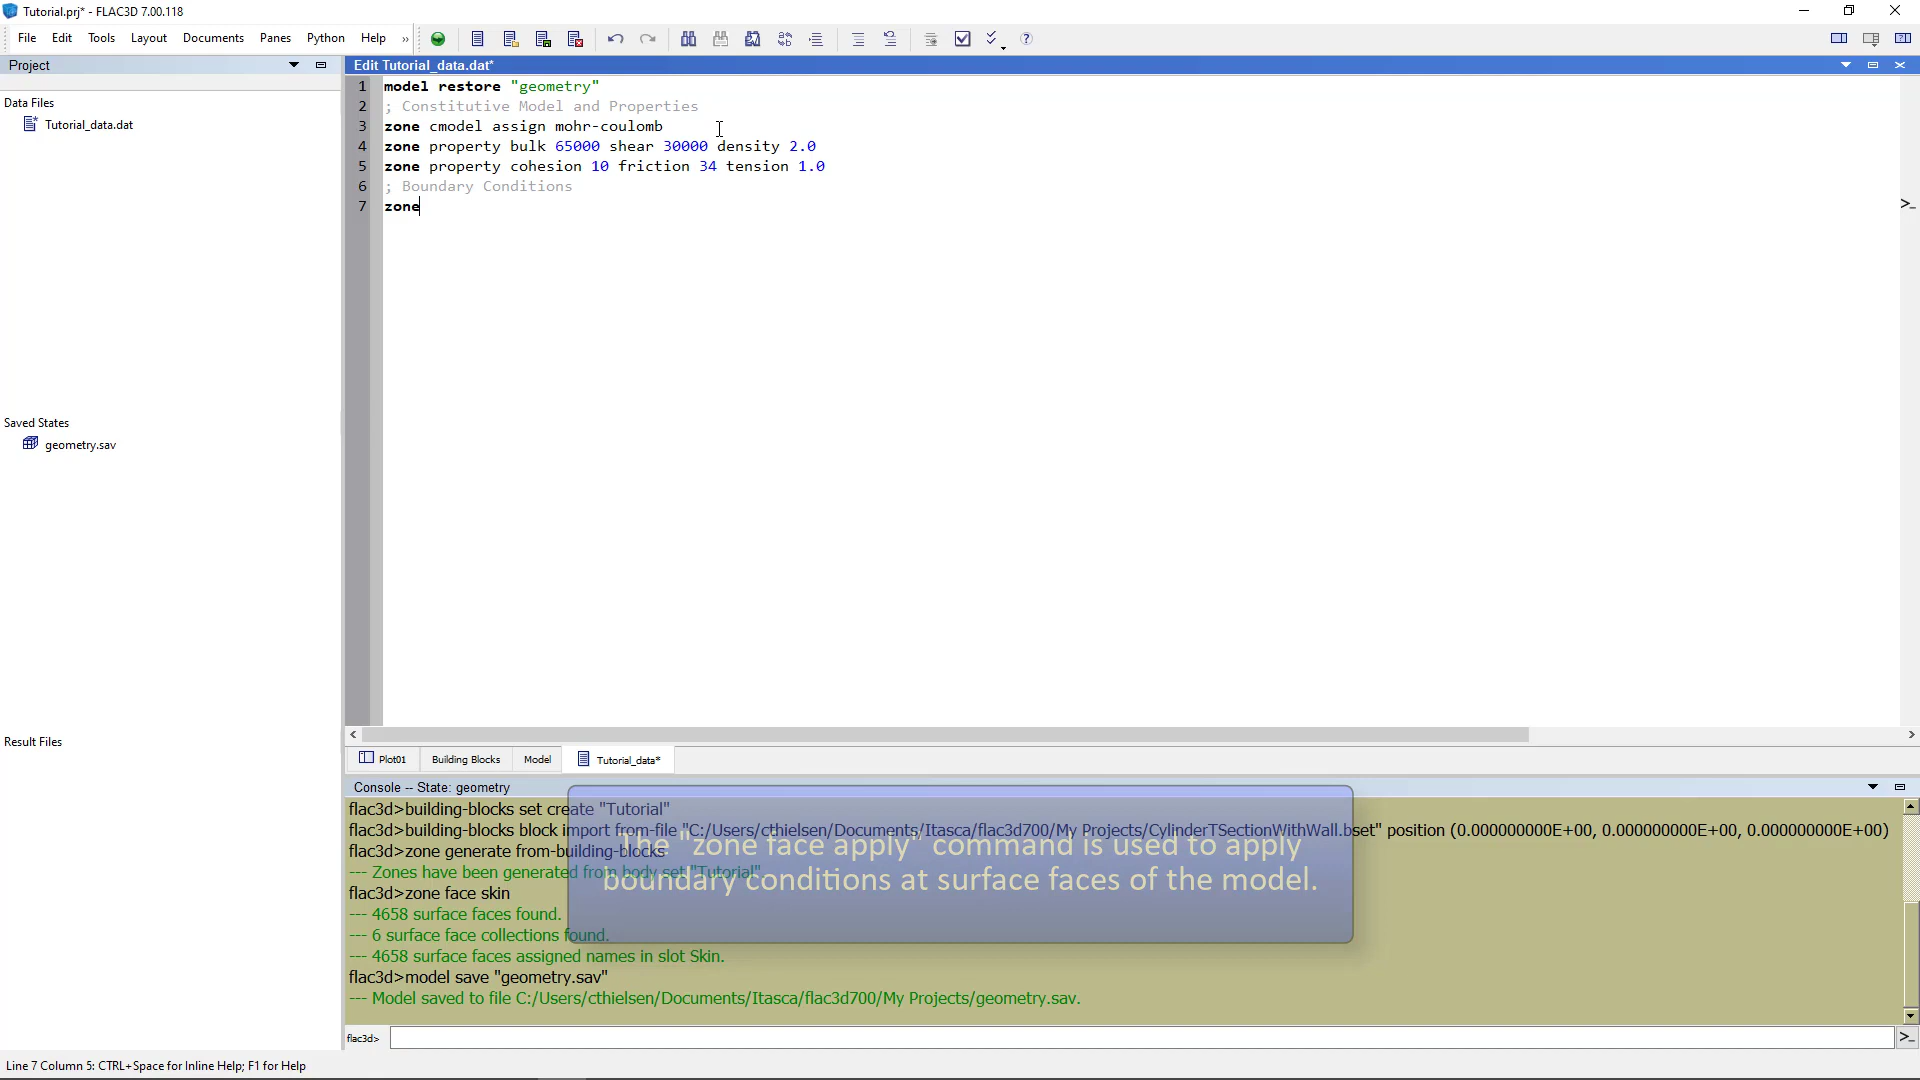 Tutorial.prj* - FLAC3D 7.00.118
File Edit Tools Layout Documents Panes Python Help »
Project
Edit Tutorial_data.dat*
Data Files
Tutorial_data.dat
1 model restore "geometry"
2 ; Constitutive Model and Properties
3 zone cmodel assign mohr-coulomb
4 zone property bulk 65000 shear 30000 density 2.0
5 zone property cohesion 10 friction 34 tension 1.0
6 ; Boundary Conditions
7 zone
Saved States
geometry.sav
Result Files
Plot01 Building Blocks Model Tutorial_data*
Console -- State: geometry
flac3d>building-blocks set create "Tutorial"
flac3d>building-blocks block import from-file "C:/Users/cthielsen/Documents/Itasca/flac3d700/My Projects/CylinderTSectionWithWall.bset" position (0.000000000E+00, 0.000000000E+00, 0.000000000E+00)
flac3d>zone generate from-building-blocks
--- Zones have been generated from body set "Tutorial"
flac3d>zone face skin
--- 4658 surface faces found.
--- 6 surface face collections found.
--- 4658 surface faces assigned names in slot Skin.
flac3d>model save "geometry.sav"
--- Model saved to file C:/Users/cthielsen/Documents/Itasca/flac3d700/My Projects/geometry.sav.
The "zone face apply" command is used to apply
boundary conditions at surface faces of the model.
flac3d>
Line 7 Column 5: CTRL+Space for Inline Help; F1 for Help